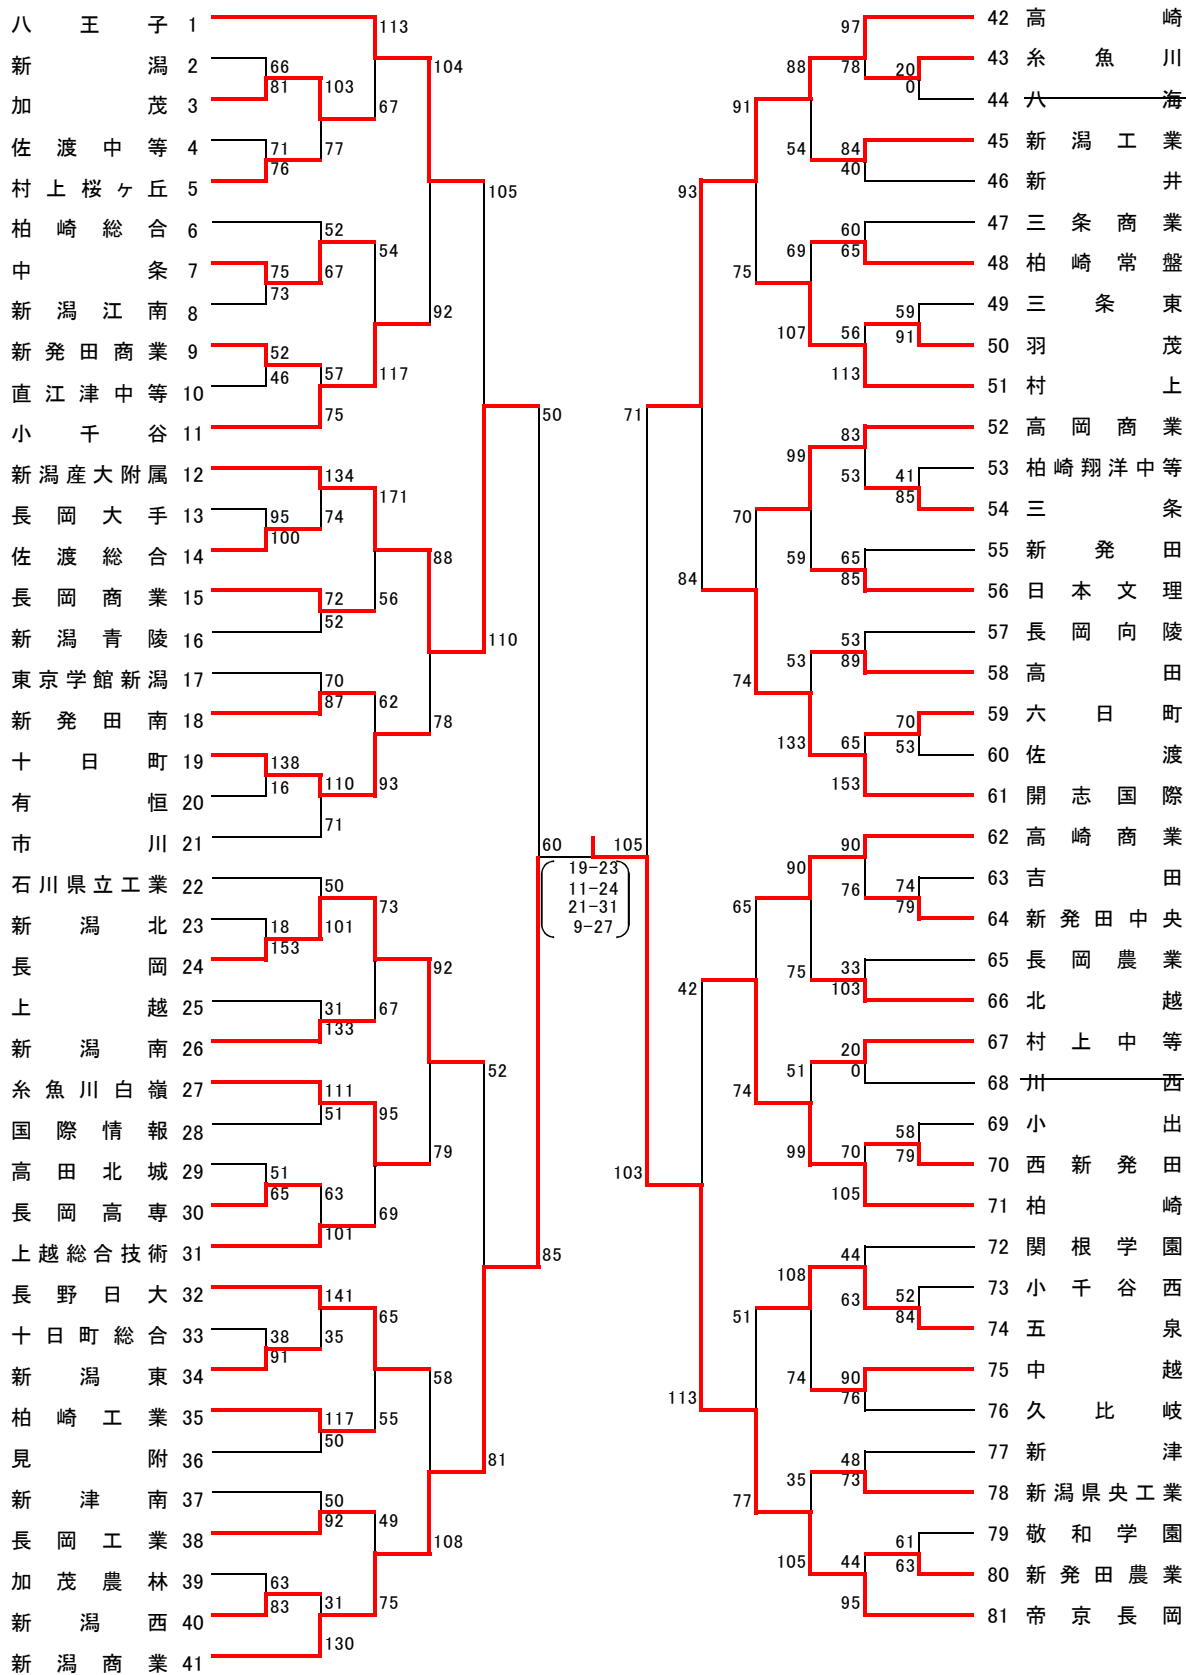 八王子 1
新潟 2
加茂 3
佐渡中等 4
村上桜ヶ丘 5
柏崎総合 6
中条 7
新潟江南 8
新発田商業 9
直江津中等 10
小千谷 11
新潟産大附属 12
長岡大手 13
佐渡総合 14
長岡商業 15
新潟青陵 16
東京学館新潟 17
新発田南 18
十日町 19
有恒 20
市川 21
石川県立工業 22
新潟北 23
長岡 24
上越 25
新潟南 26
糸魚川白嶺 27
国際情報 28
高田北城 29
長岡高専 30
上越総合技術 31
長野日大 32
十日町総合 33
新潟東 34
柏崎工業 35
見附 36
新津南 37
長岡工業 38
加茂農林 39
新潟西 40
新潟商業 41
66
81
71
76
75
73
52
46
95
100
138
16
18
153
51
65
38
91
63
83
103
77
52
67
57
75
134
74
72
52
70
87
110
71
50
101
31
133
111
51
63
101
141
35
117
50
50
92
31
130
113
67
54
117
171
56
62
93
73
67
95
69
65
55
49
75
104
92
88
78
92
79
58
108
105
110
52
81
50
85
60
105
19-23
11-24
21-31
9-27
71
103
93
84
42
113
91
75
70
74
65
74
51
77
88
54
69
107
99
59
53
133
90
75
51
99
108
74
35
105
97
78
84
40
60
65
56
113
83
53
65
85
53
89
65
153
90
76
33
103
20
0
70
105
44
63
90
76
48
73
44
95
20
0
59
91
41
85
70
53
74
79
58
79
52
84
61
63
42 高崎
43 糸魚川
44 八海
45 新潟工業
46 新井
47 三条商業
48 柏崎常盤
49 三条東
50 羽茂
51 村上
52 高岡商業
53 柏崎翔洋中等
54 三条
55 新発田
56 日本文理
57 長岡向陵
58 高田
59 六日町
60 佐渡
61 開志国際
62 高崎商業
63 吉田
64 新発田中央
65 長岡農業
66 北越
67 村上中等
68 川西
69 小出
70 西新発田
71 柏崎
72 関根学園
73 小千谷西
74 五泉
75 中越
76 久比岐
77 新津
78 新潟県央工業
79 敬和学園
80 新発田農業
81 帝京長岡